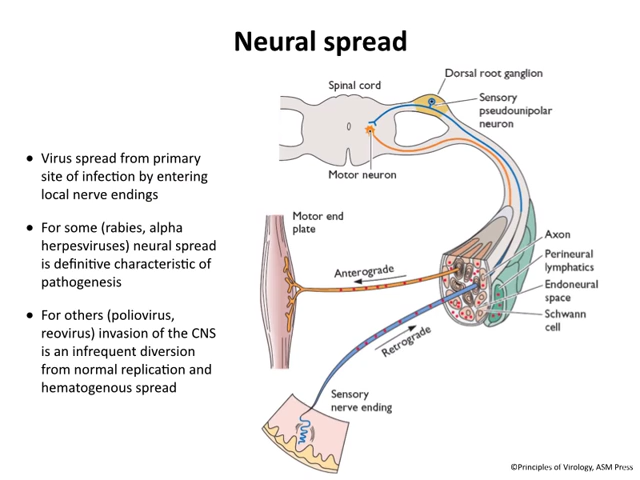 Neural spread
• Virus spread from primary
site of infection by entering
local nerve endings
• For some (rabies, alpha
herpesviruses) neural spread
is definitive characteristic of
pathogenesis
• For others (poliovirus,
reovirus) invasion of the CNS
is an infrequent diversion
from normal replication and
hematogenous spread
Dorsal root ganglion
Spinal cord
Sensory
pseudounipolar
neuron
Motor neuron
Motor end
plate
Axon
Perineural
lymphatics
Endoneural
space
Schwann
cell
Anterograde
Retrograde
Sensory
nerve ending
©Principles of Virology, ASM Press